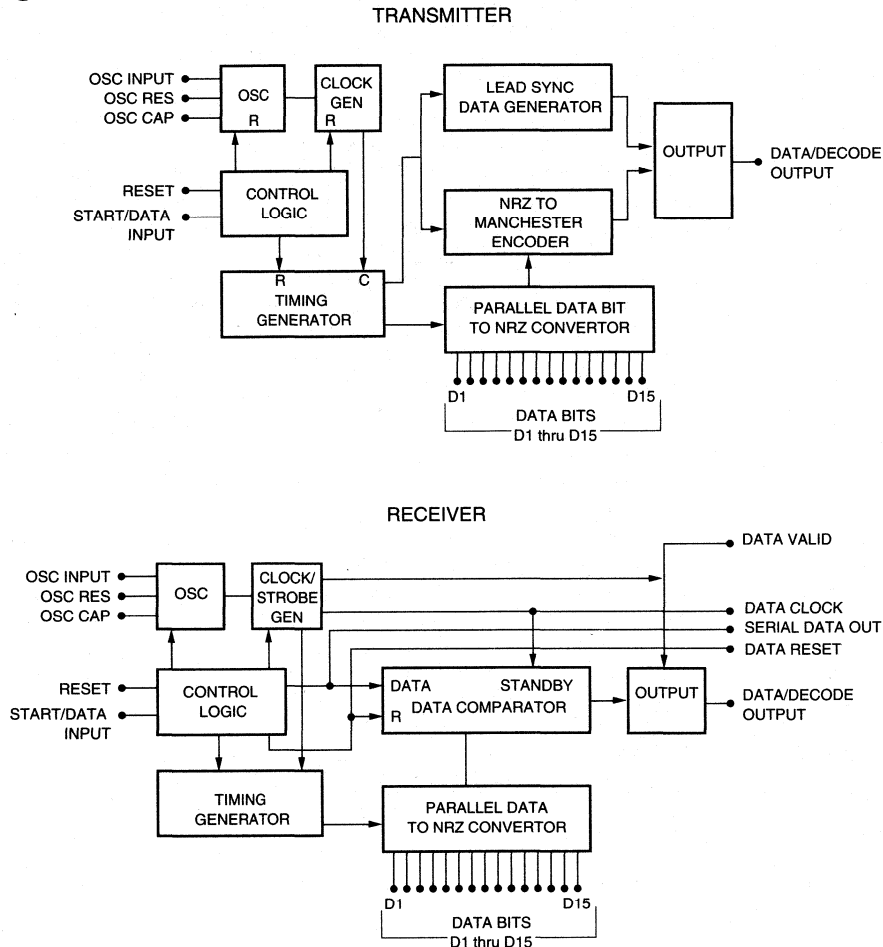 TRANSMITTER
OSC INPUT
OSC RES
OSC CAP
OSC
R
CLOCK
GEN
R
LEAD SYNC
DATA GENERATOR
OUTPUT
DATA/DECODE
OUTPUT
RESET
START/DATA
INPUT
CONTROL
LOGIC
NRZ TO
MANCHESTER
ENCODER
R
C
TIMING
GENERATOR
PARALLEL DATA BIT
TO NRZ CONVERTOR
D1
D15
DATA BITS
D1 thru D15
RECEIVER
DATA VALID
OSC INPUT
OSC RES
OSC CAP
OSC
CLOCK/
STROBE
GEN
DATA CLOCK
SERIAL DATA OUT
DATA RESET
RESET
START/DATA
INPUT
CONTROL
LOGIC
DATA
STANDBY
R
DATA COMPARATOR
OUTPUT
DATA/DECODE
OUTPUT
TIMING
GENERATOR
PARALLEL DATA
TO NRZ CONVERTOR
D1
D15
DATA BITS
D1 thru D15